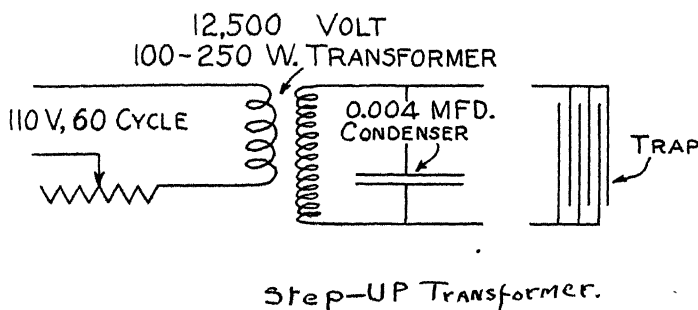 12,500 VOLT
100-250 W. TRANSFORMER
110 V, 60 CYCLE
0.004 MFD.
CONDENSER
TRAP
Step-UP Transformer.